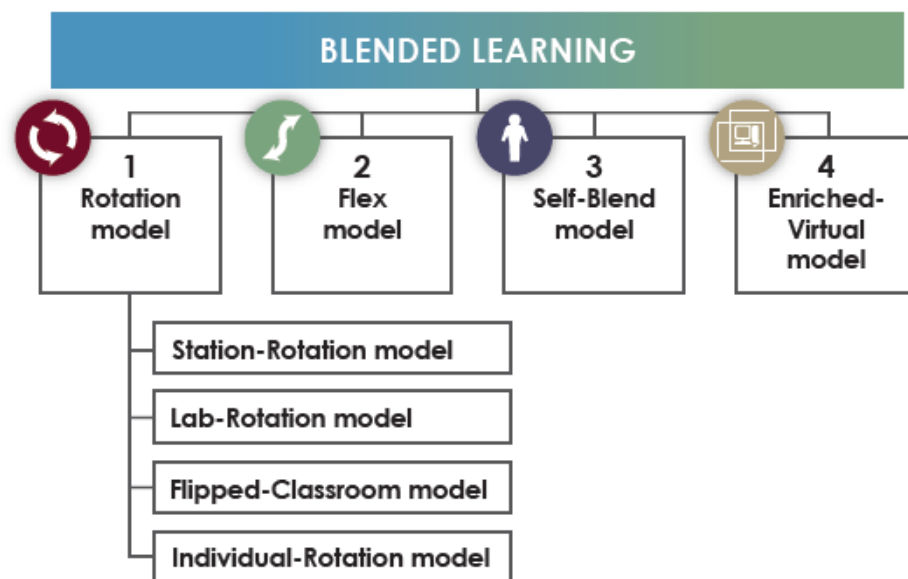 BLENDED LEARNING
1
Rotation
model
2
Flex
model
3
Self-Blend
model
4
Enriched-
Virtual
model
Station-Rotation model
Lab-Rotation model
Flipped-Classroom model
Individual-Rotation model